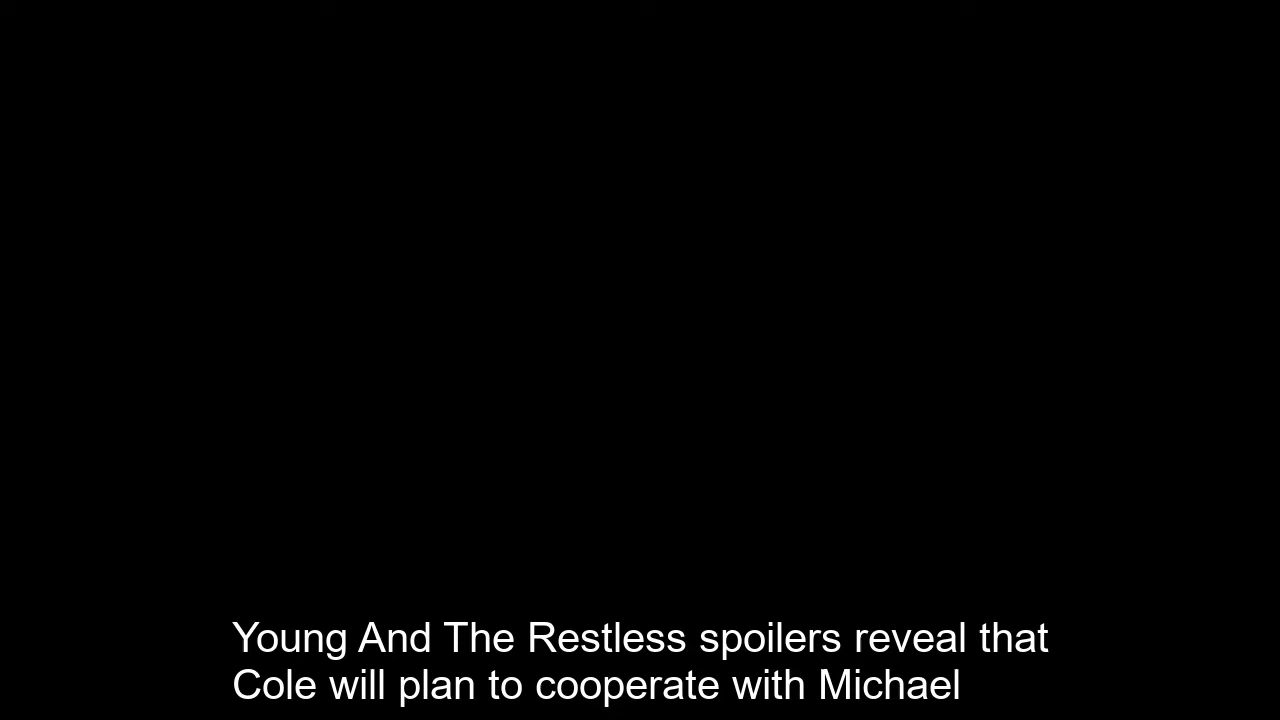 Young And The Restless spoilers reveal that
Cole will plan to cooperate with Michael